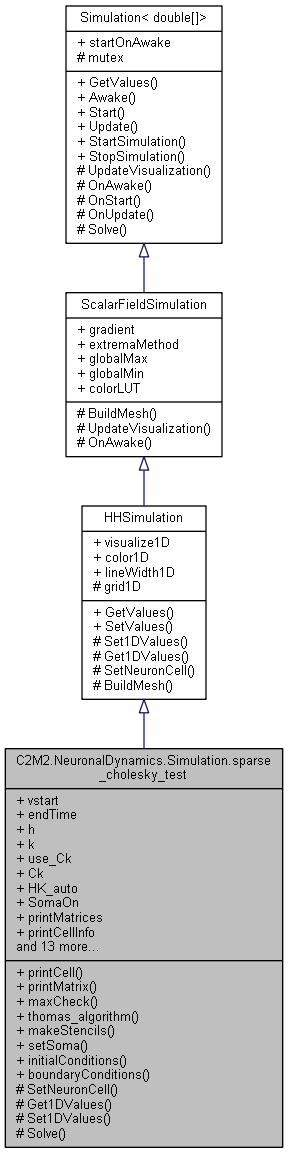 Simulation< double[]>
+ startOnAwake
# mutex
+ GetValues()
+ Awake()
+ Start()
+ Update()
+ StartSimulation()
+ StopSimulation()
# UpdateVisualization()
# OnAwake()
# OnStart()
# OnUpdate()
# Solve()
ScalarFieldSimulation
+ gradient
+ extremaMethod
+ globalMax
+ globalMin
+ colorLUT
# BuildMesh()
# UpdateVisualization()
# OnAwake()
HHSimulation
+ visualize1D
+ color1D
+ lineWidth1D
# grid1D
+ GetValues()
+ SetValues()
# Set1DValues()
# Get1DValues()
# SetNeuronCell()
# BuildMesh()
C2M2.NeuronalDynamics.Simulation.sparse
_cholesky_test
+ vstart
+ endTime
+ h
+ k
+ use_Ck
+ Ck
+ HK_auto
+ SomaOn
+ printMatrices
+ printCellInfo
and 13 more...
+ printCell()
+ printMatrix()
+ maxCheck()
+ thomas_algorithm()
+ makeStencils()
+ setSoma()
+ initialConditions()
+ boundaryConditions()
# SetNeuronCell()
# Get1DValues()
# Set1DValues()
# Solve()